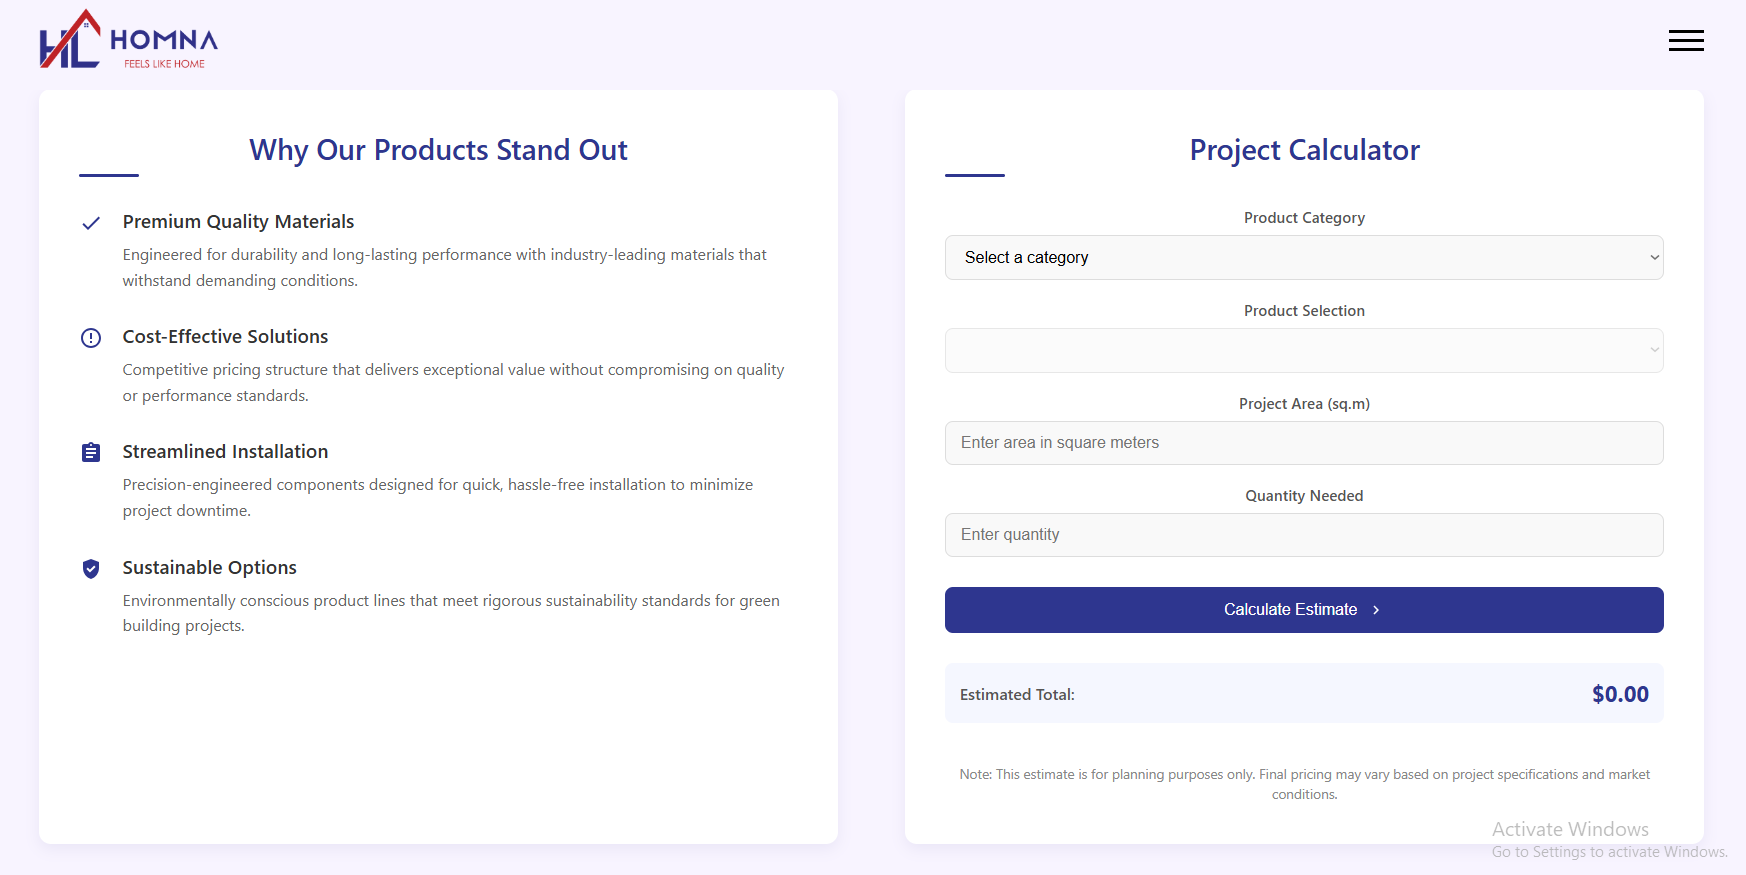 HOMNA
FEELS LIKE HOME
Why Our Products Stand Out
Premium Quality Materials
Engineered for durability and long-lasting performance with industry-leading materials that
withstand demanding conditions.
Cost-Effective Solutions
Competitive pricing structure that delivers exceptional value without compromising on quality
or performance standards.
Streamlined Installation
Precision-engineered components designed for quick, hassle-free installation to minimize
project downtime.
Sustainable Options
Environmentally conscious product lines that meet rigorous sustainability standards for green
building projects.
Project Calculator
Product Category
Select a category
Product Selection
Project Area (sq.m)
Enter area in square meters
Quantity Needed
Enter quantity
Calculate Estimate
Estimated Total: $0.00
Note: This estimate is for planning purposes only. Final pricing may vary based on project specifications and market
conditions.
Activate Windows
Go to Settings to activate Windows.